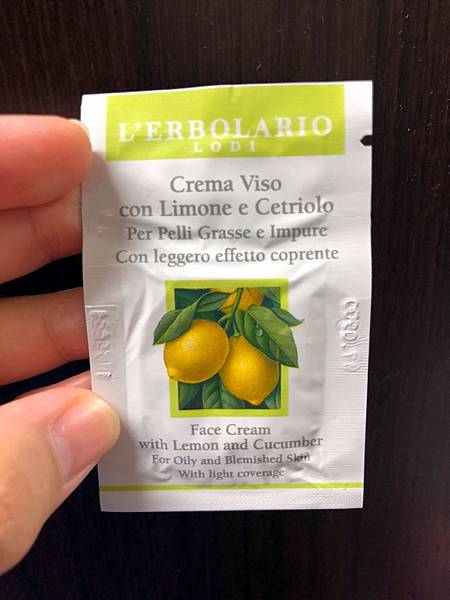 L'ERBOLARIO
LODI
Crema Viso
con Limone e Cetriolo
Per Pelli Grasse e Impure
Con leggero effetto coprente
Face Cream
with Lemon and Cucumber
For Oily and Blemished Skin
With light coverage